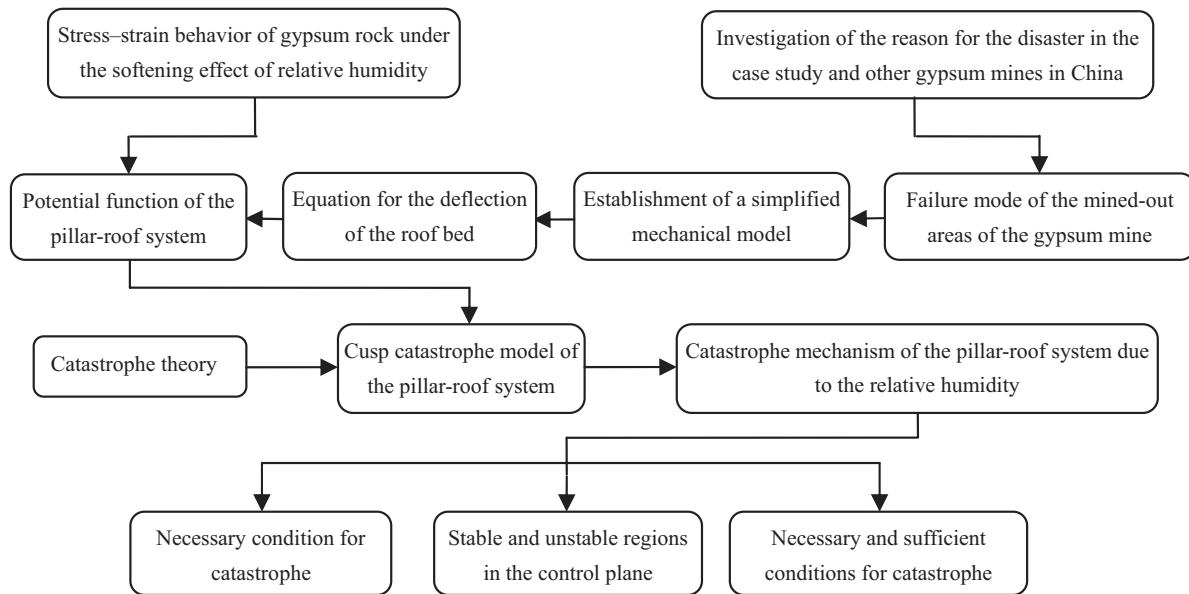 Stress–strain behavior of gypsum rock under
the softening effect of relative humidity
Investigation of the reason for the disaster in the
case study and other gypsum mines in China
Potential function of the
pillar-roof system
Equation for the deflection
of the roof bed
Establishment of a simplified
mechanical model
Failure mode of the mined-out
areas of the gypsum mine
Catastrophe theory
Cusp catastrophe model of
the pillar-roof system
Catastrophe mechanism of the pillar-roof system due
to the relative humidity
Necessary condition for
catastrophe
Stable and unstable regions
in the control plane
Necessary and sufficient
conditions for catastrophe